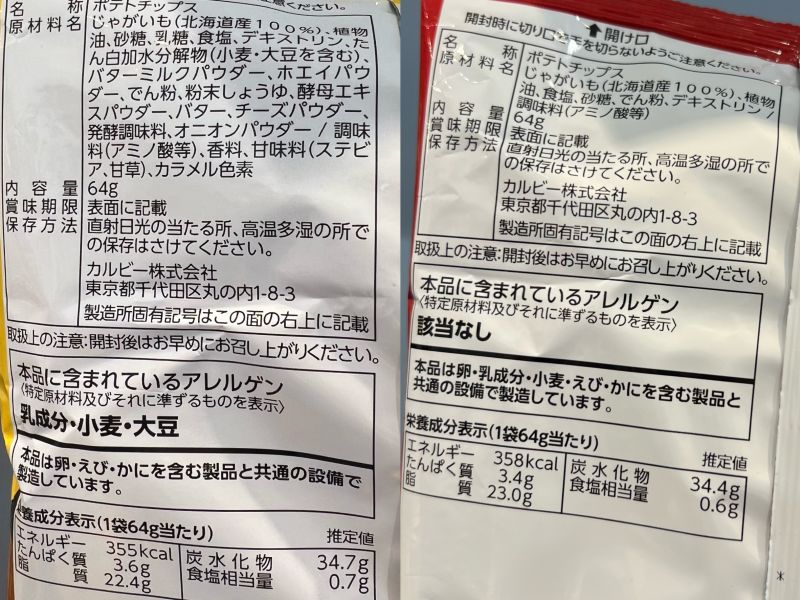 注意ください。
名称 ポテトチップス
原材料名 じゃがいも(北海道産100%)、植物
油、砂糖、乳糖、食塩、デキストリン、たん
白加水分解物(小麦・大豆を含む)、
バターミルクパウダー、ホエイパウ
ダー、でん粉、粉末しょうゆ、酵母エキ
スパウダー、バター、チーズパウダー、
発酵調味料、オニオンパウダー / 調味
料(アミノ酸等)、香料、甘味料(ステビ
ア、甘草)、カラメル色素
内容量 64g
賞味期限 表面に記載
保存方法 直射日光の当たる所、高温多湿の所で
の保存はさけてください。
カルビー株式会社
東京都千代田区丸の内1-8-3
製造所固有記号はこの面の右上に記載
取扱上の注意:開封後はお早めにお召し上がりください。
本品に含まれているアレルゲン
〈特定原材料及びそれに準ずるものを表示〉
乳成分・小麦・大豆
本品は卵・えび・かにを含む製品と共通の設備で
製造しています。
栄養成分表示(1袋64g当たり)
推定値
エネルギー 355kcal
たんぱく質 3.6g
脂質 22.4g
炭水化物 34.7g
食塩相当量 0.7g
開け口
開封時に切り口で手を切らないようご注意ください。
名称 ポテトチップス
原材料名 じゃがいも(北海道産100%)、植物
油、食塩、砂糖、でん粉、デキストリン /
調味料(アミノ酸等)
内容量 64g
賞味期限 表面に記載
保存方法 直射日光の当たる所、高温多湿の所で
の保存はさけてください。
カルビー株式会社
東京都千代田区丸の内1-8-3
製造所固有記号はこの面の右上に記載
取扱上の注意:開封後はお早めにお召し上がりください。
本品に含まれているアレルゲン
〈特定原材料及びそれに準ずるものを表示〉
該当なし
本品は卵・乳成分・小麦・えび・かにを含む製品と
共通の設備で製造しています。
栄養成分表示(1袋64g当たり)
推定値
エネルギー 358kcal
たんぱく質 3.4g
脂質 23.0g
炭水化物 34.4g
食塩相当量 0.6g